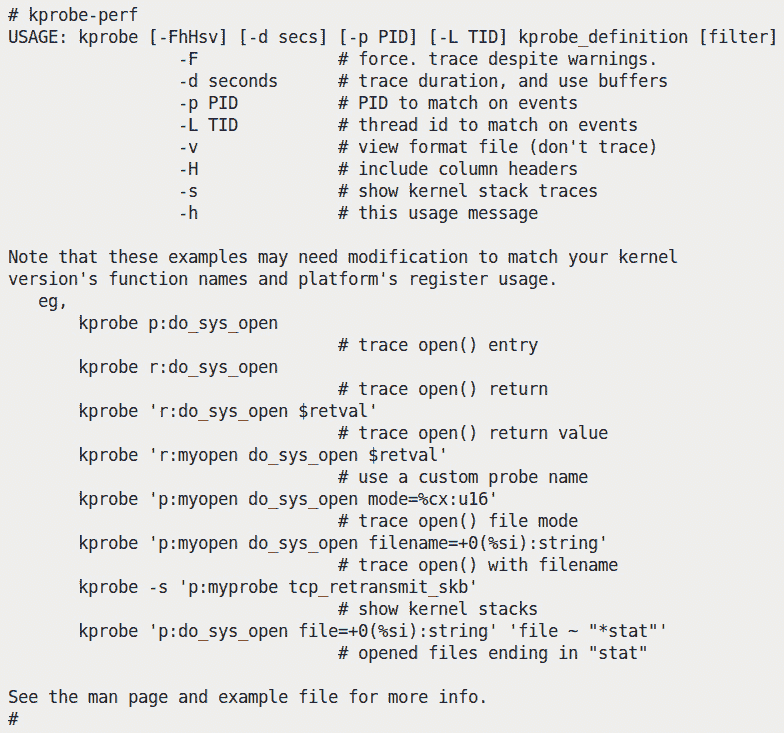 # kprobe-perf
USAGE: kprobe [-FhHsv] [-d secs] [-p PID] [-L TID] kprobe_definition [filter]
                 -F              # force. trace despite warnings.
                 -d seconds      # trace duration, and use buffers
                 -p PID          # PID to match on events
                 -L TID          # thread id to match on events
                 -v              # view format file (don't trace)
                 -H              # include column headers
                 -s              # show kernel stack traces
                 -h              # this usage message

Note that these examples may need modification to match your kernel
version's function names and platform's register usage.
   eg,
       kprobe p:do_sys_open
                                 # trace open() entry
       kprobe r:do_sys_open
                                 # trace open() return
       kprobe 'r:do_sys_open $retval'
                                 # trace open() return value
       kprobe 'r:myopen do_sys_open $retval'
                                 # use a custom probe name
       kprobe 'p:myopen do_sys_open mode=%cx:u16'
                                 # trace open() file mode
       kprobe 'p:myopen do_sys_open filename=+0(%si):string'
                                 # trace open() with filename
       kprobe -s 'p:myprobe tcp_retransmit_skb'
                                 # show kernel stacks
       kprobe 'p:do_sys_open file=+0(%si):string' 'file ~ "*stat"'
                                 # opened files ending in "stat"

See the man page and example file for more info.
#